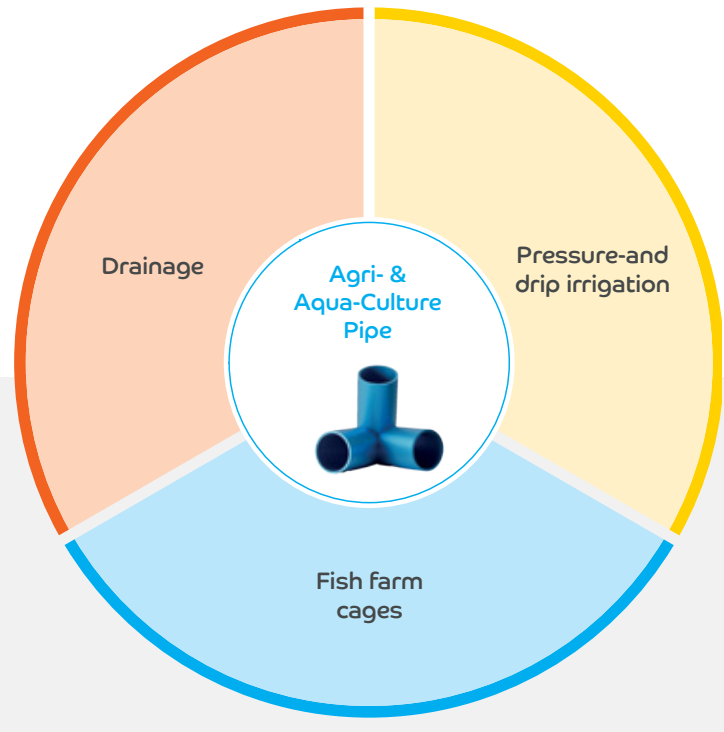 Agri- &
Aqua-Culture
Pipe
Drainage
Pressure-and
drip irrigation
Fish farm
cages